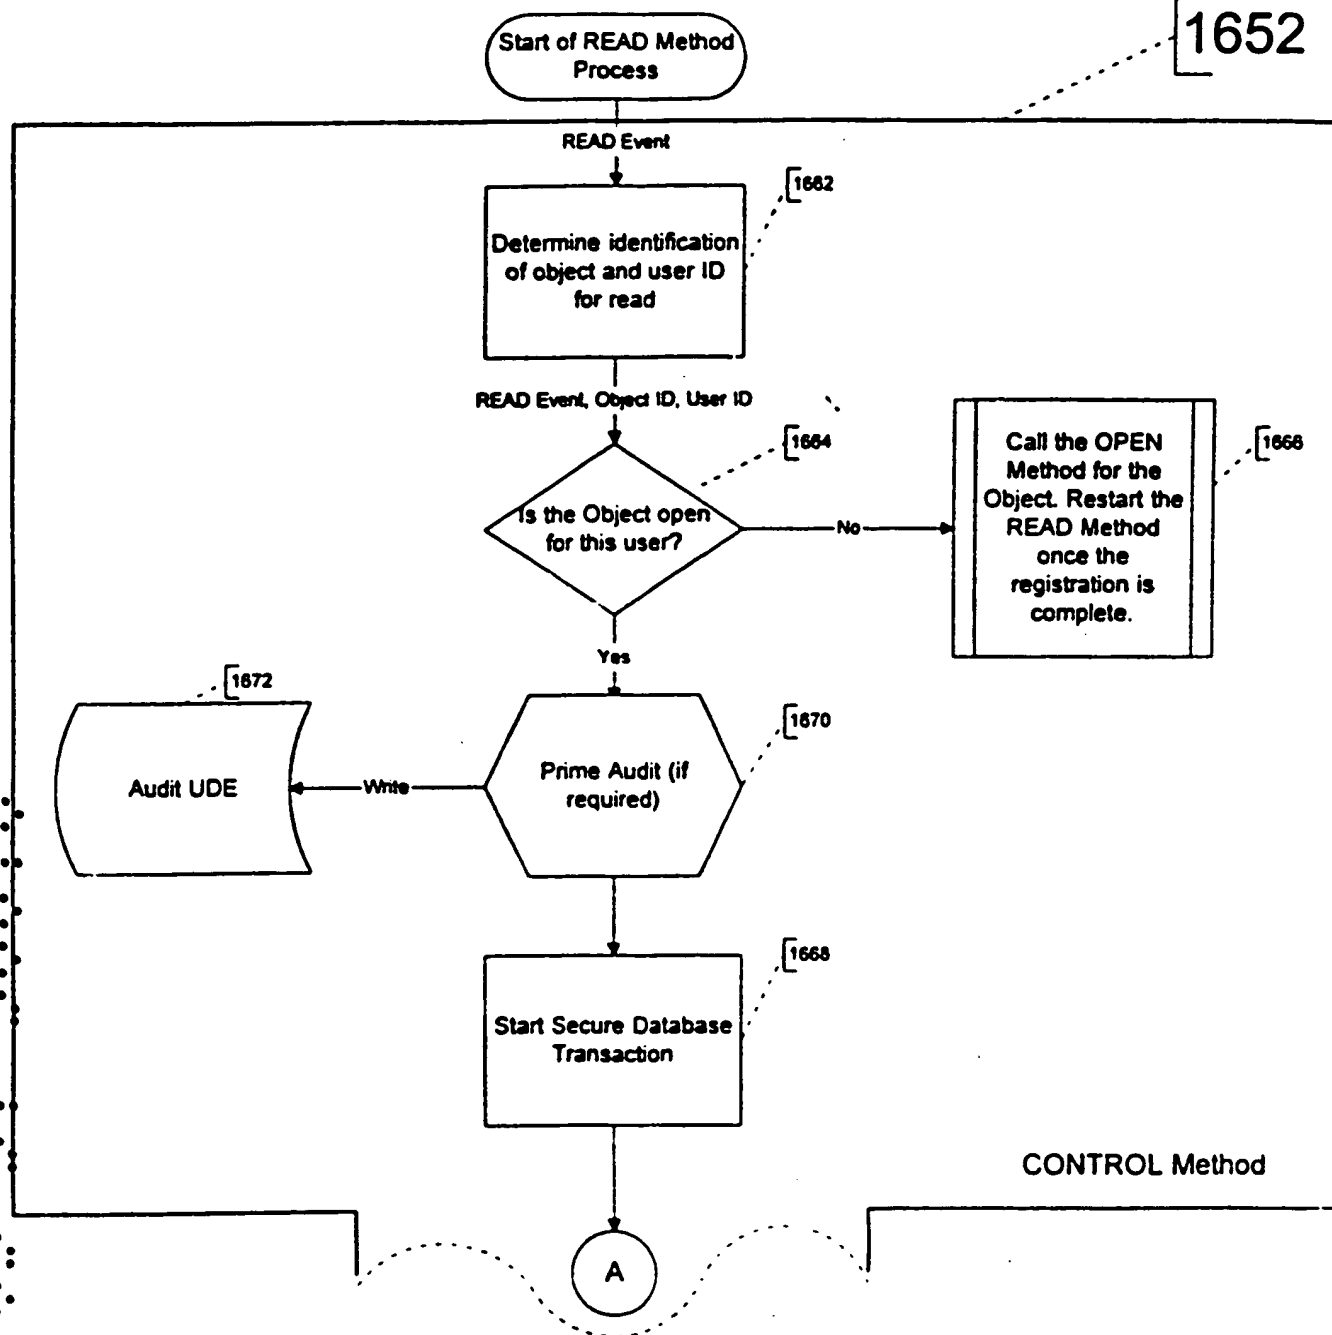 1652
Start of READ Method
Process
READ Event
1662
Determine identification
of object and user ID
for read
READ Event, Object ID, User ID
1664
Is the Object open
for this user?
No
Call the OPEN
Method for the
Object. Restart the
READ Method
once the
registration is
complete.
1666
Yes
1672
Audit UDE
Write
Prime Audit (if
required)
1670
1668
Start Secure Database
Transaction
CONTROL Method
A